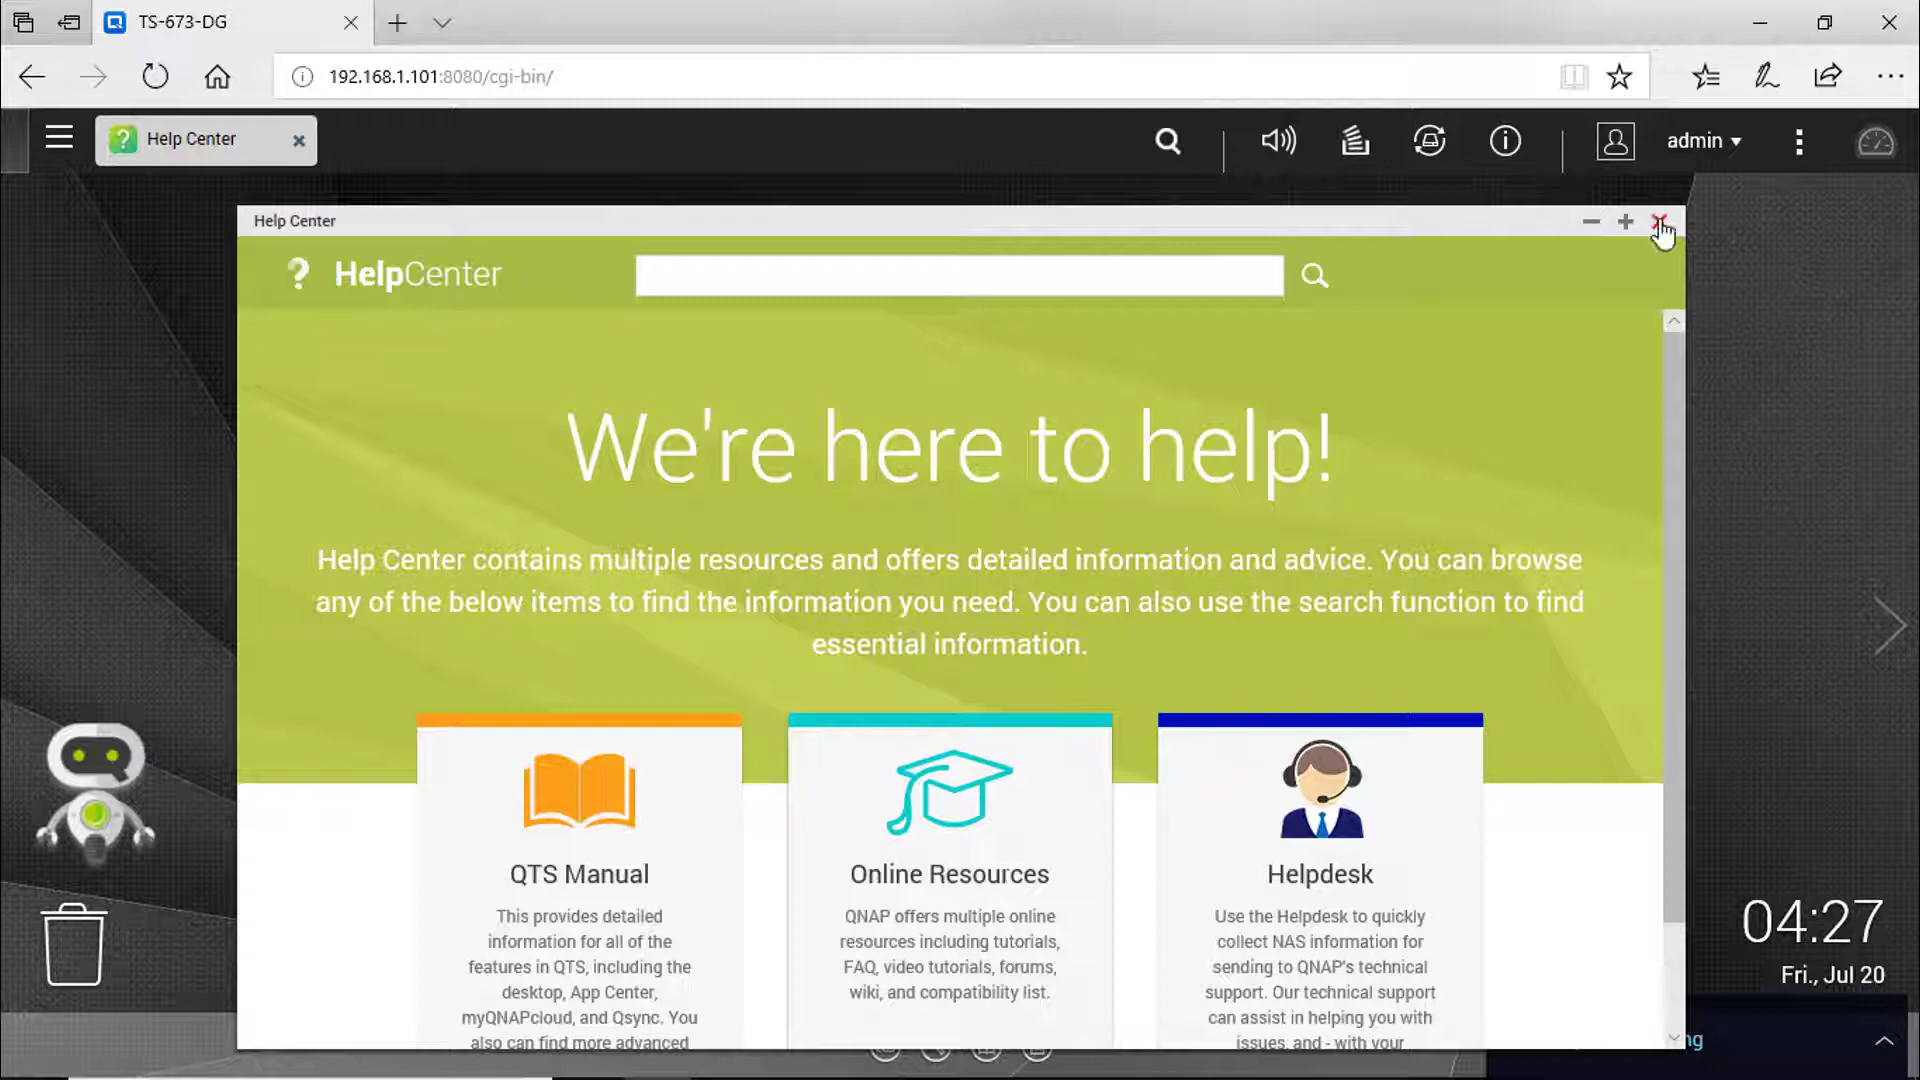 TS-673-DG
192.168.1.101:8080/cgi-bin/
Help Center
admin
Help Center
HelpCenter
We're here to help!
Help Center contains multiple resources and offers detailed information and advice. You can browse
any of the below items to find the information you need. You can also use the search function to find
essential information.
QTS Manual
This provides detailed
information for all of the
features in QTS, including the
desktop, App Center,
myQNAPcloud, and Qsync. You
also can find more advanced
Online Resources
QNAP offers multiple online
resources including tutorials,
FAQ, video tutorials, forums,
wiki, and compatibility list.
Helpdesk
Use the Helpdesk to quickly
collect NAS information for
sending to QNAP's technical
support. Our technical support
can assist in helping you with
issues, and - with your
04:27
Fri., Jul 20
ng